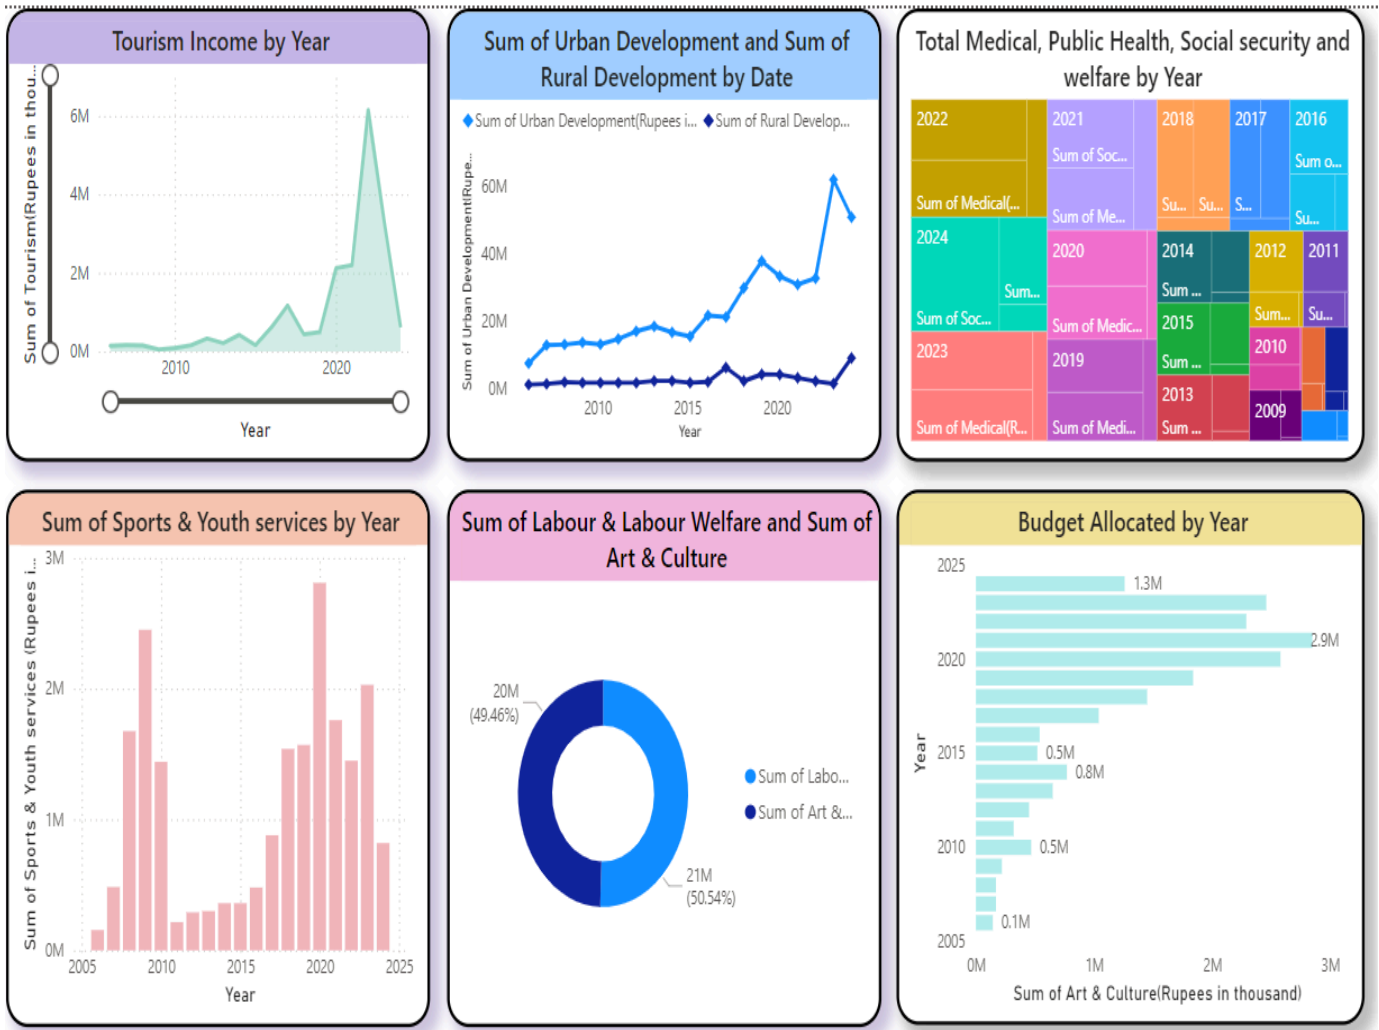 Tourism Income by Year
Sum of Tourism(Rupees in thou...
6M
4M
2M
0M
2010
2020
Year
Sum of Urban Development and Sum of
Rural Development by Date
Sum of Urban Development(Rupees i...
Sum of Rural Develop...
Sum of Urban Development(Rupe...
60M
40M
20M
0M
2010
2015
2020
Year
Total Medical, Public Health, Social security and
welfare by Year
2022
Sum of Medical(...
2024
Sum of Soc...
Sum...
2023
Sum of Medical(R...
2021
Sum of Soc...
Sum of Me...
2020
Sum of Medic...
2019
Sum of Medi...
2018
Su...
Su...
2017
S...
2016
Sum o...
Su...
2014
Sum ...
2015
Sum ...
2013
Sum ...
2012
Sum...
2011
Su...
2010
2009
Sum of Sports & Youth services by Year
Sum of Sports & Youth services (Rupees i...
3M
2M
1M
0M
2005
2010
2015
2020
2025
Year
Sum of Labour & Labour Welfare and Sum of
Art & Culture
20M
(49.46%)
21M
(50.54%)
Sum of Labo...
Sum of Art &...
Budget Allocated by Year
Year
2025
2020
2015
2010
2005
1.3M
2.9M
0.5M
0.8M
0.5M
0.1M
0M
1M
2M
3M
Sum of Art & Culture(Rupees in thousand)